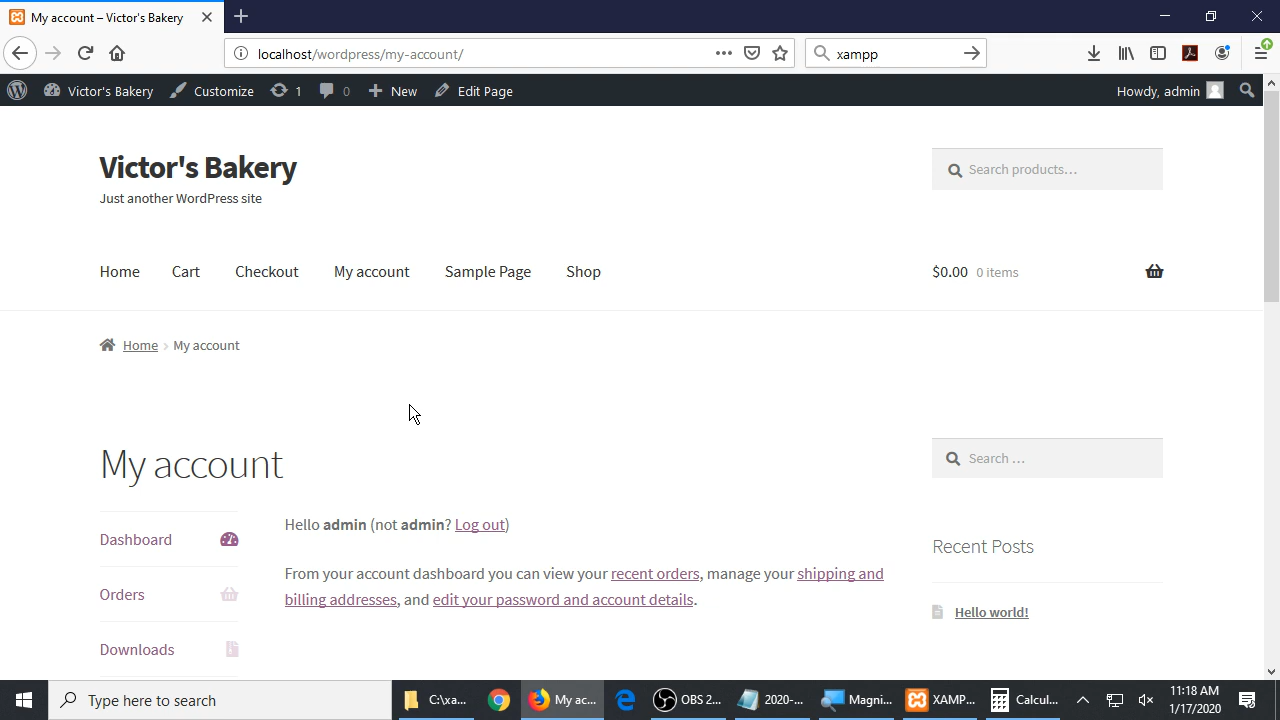 My account – Victor's Bakery
localhost/wordpress/my-account/
xampp
Victor's Bakery
Customize
1
0
New
Edit Page
Howdy, admin
Victor's Bakery
Just another WordPress site
Search products…
Home
Cart
Checkout
My account
Sample Page
Shop
$0.00 0 items
Home › My account
My account
Search …
Dashboard
Orders
Downloads
Hello admin (not admin? Log out)
From your account dashboard you can view your recent orders, manage your shipping and
billing addresses, and edit your password and account details.
Recent Posts
Hello world!
Type here to search
C:\xa...
My ac...
OBS 2...
2020-...
Magni...
XAMP...
Calcul...
11:18 AM
1/17/2020